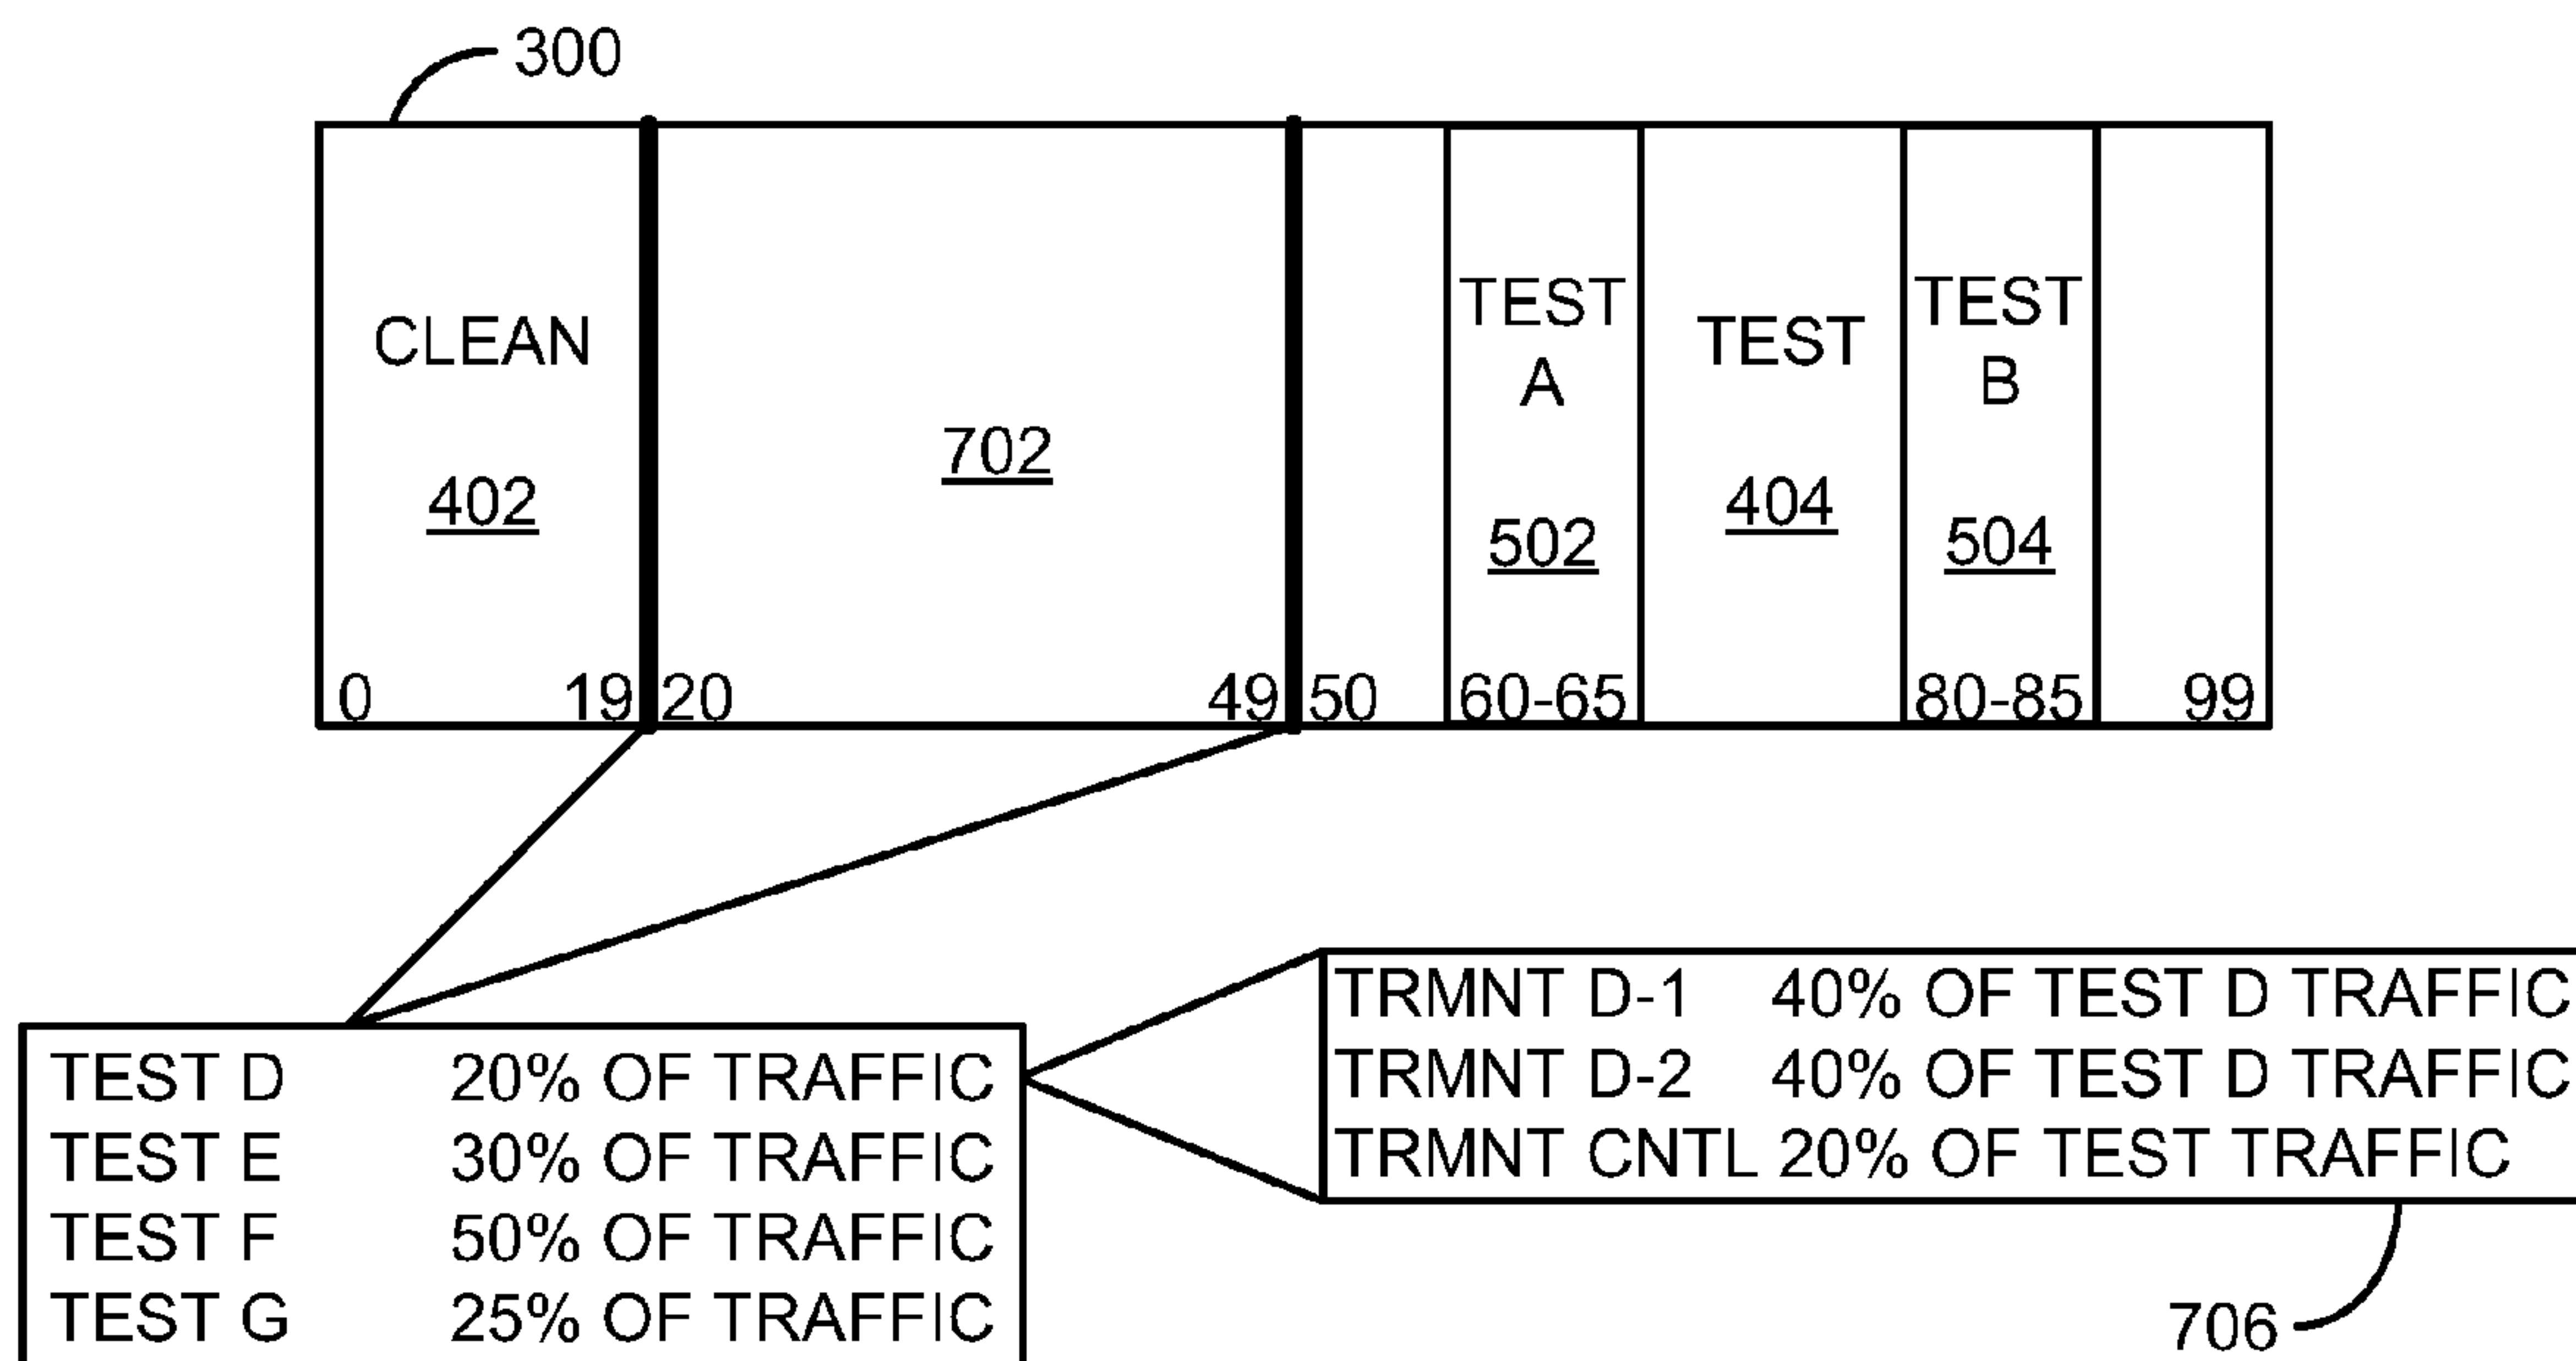 300
CLEAN
402
702
TEST
A
502
TEST
404
TEST
B
504
0 19 20 49 50 60-65 80-85 99
TEST D 20% OF TRAFFIC
TEST E 30% OF TRAFFIC
TEST F 50% OF TRAFFIC
TEST G 25% OF TRAFFIC
TRMNT D-1 40% OF TEST D TRAFFIC
TRMNT D-2 40% OF TEST D TRAFFIC
TRMNT CNTL 20% OF TEST TRAFFIC
706